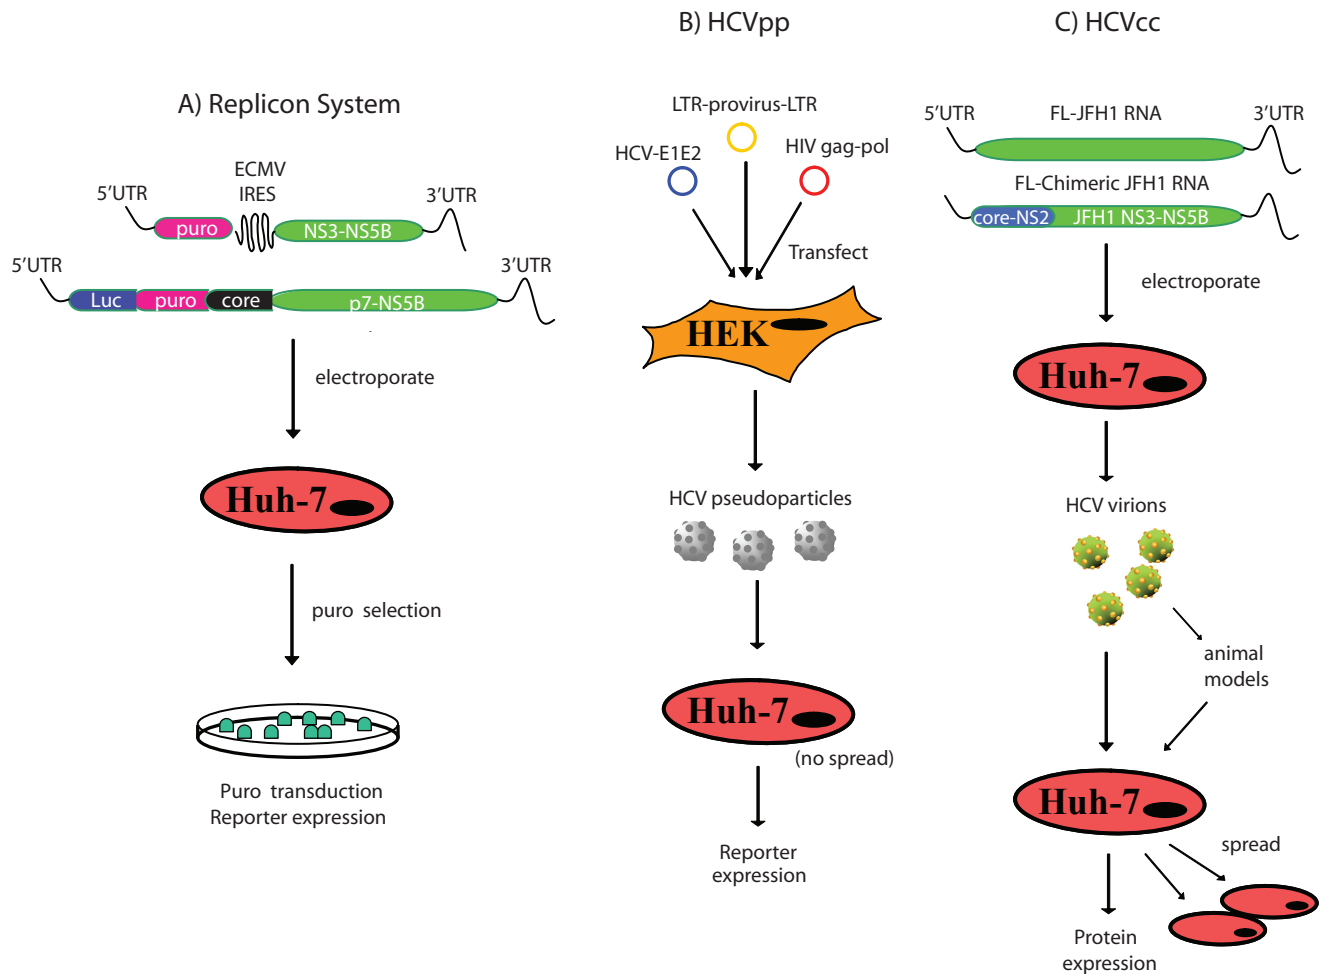 A) Replicon System
5'UTR
ECMV
IRES
3'UTR
puro
NS3-NS5B
5'UTR
3'UTR
Luc
puro
core
p7-NS5B
electroporate
Huh-7
puro selection
Puro transduction
Reporter expression
B) HCVpp
LTR-provirus-LTR
HCV-E1E2
HIV gag-pol
Transfect
HEK
HCV pseudoparticles
Huh-7
(no spread)
Reporter
expression
C) HCVcc
5'UTR
FL-JFH1 RNA
3'UTR
FL-Chimeric JFH1 RNA
core-NS2
JFH1 NS3-NS5B
electroporate
Huh-7
HCV virions
animal
models
Huh-7
spread
Protein
expression